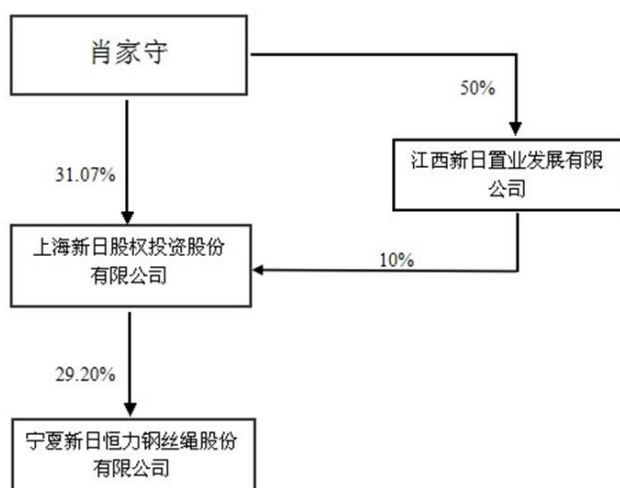 肖家守
50%
江西新日置业发展有限
公司
31.07%
上海新日股权投资股份
有限公司
10%
29.20%
宁夏新日恒力钢丝绳股份
有限公司